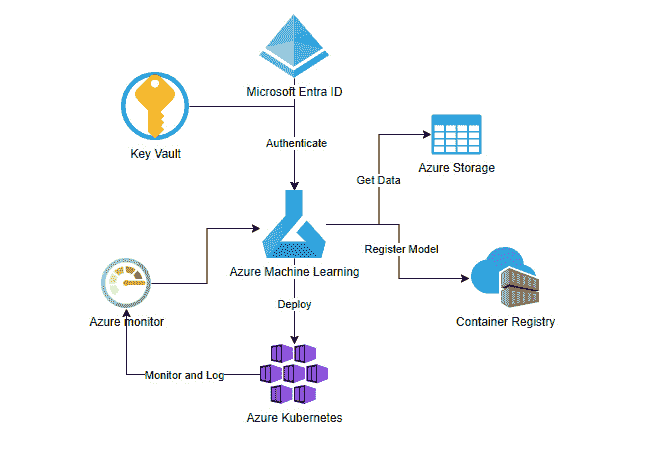 Microsoft Entra ID
Key Vault
Authenticate
Azure Storage
Get Data
Register Model
Azure Machine Learning
Deploy
Azure monitor
Container Registry
Monitor and Log
Azure Kubernetes